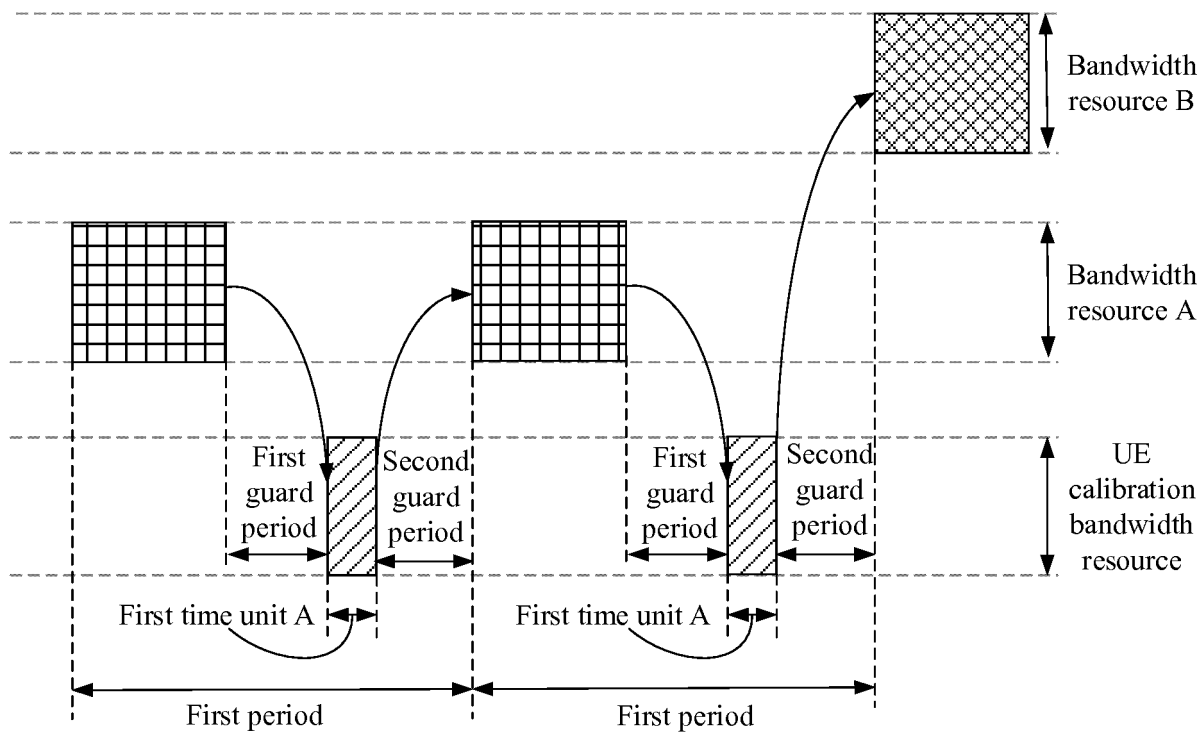 Bandwidth
resource B
Bandwidth
resource A
First
guard
period
Second
guard
period
First
guard
period
Second
guard
period
UE
calibration
bandwidth
resource
First time unit A
First time unit A
First period
First period